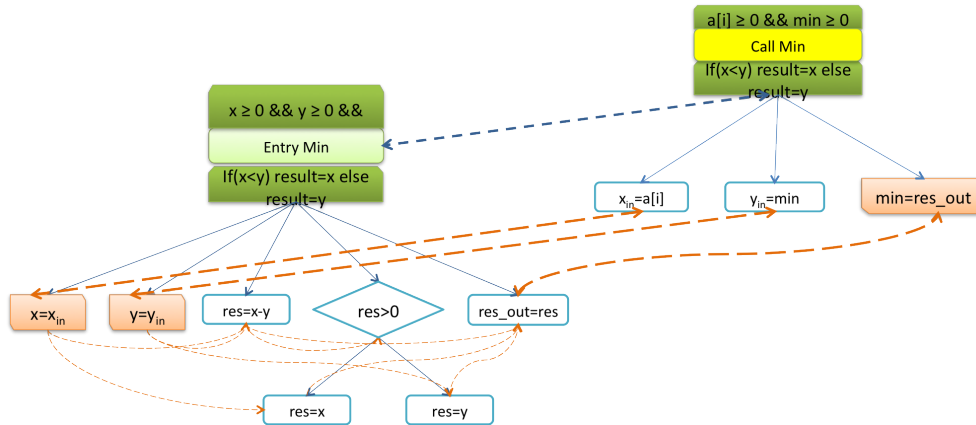 a[i] ≥ 0 && min ≥ 0
Call Min
If(x<y) result=x else
result=y
x ≥ 0 && y ≥ 0 &&
Entry Min
If(x<y) result=x else
result=y
xin=a[i]
yin=min
min=res_out
x=xin
y=yin
res=x-y
res>0
res_out=res
res=x
res=y